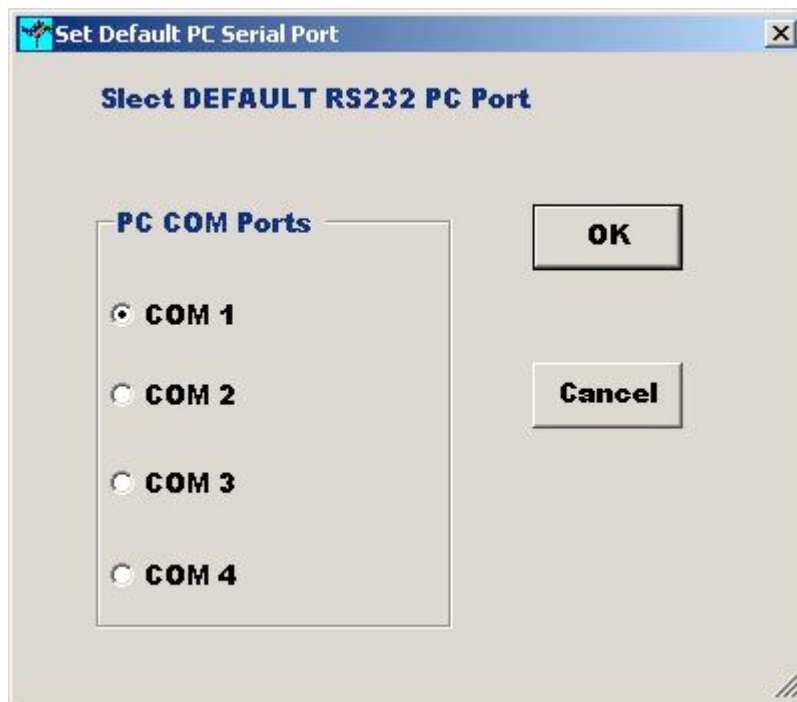 Set Default PC Serial Port
Slect DEFAULT RS232 PC Port
PC COM Ports
OK
COM 1
COM 2
Cancel
COM 3
COM 4